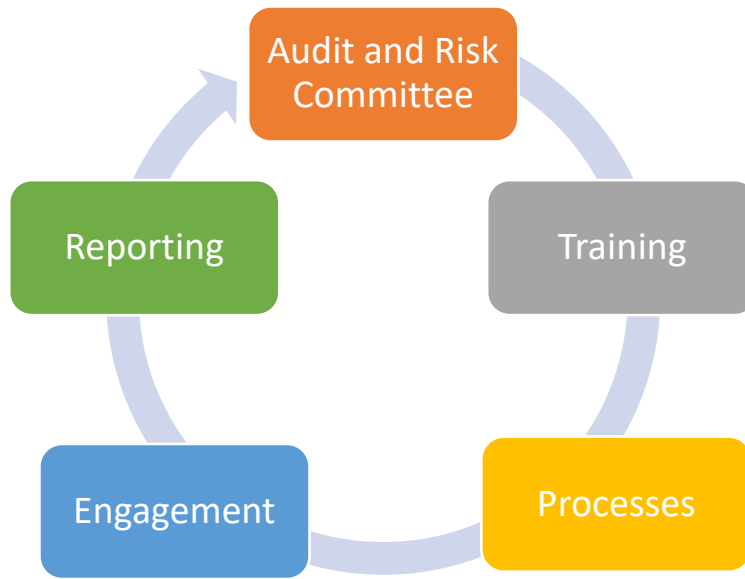 Audit and Risk
Committee
Training
Processes
Engagement
Reporting